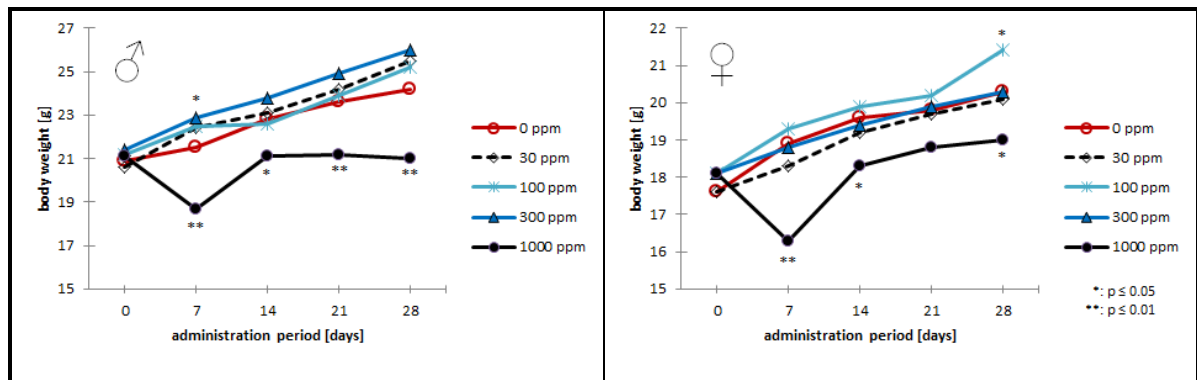 27
25
23
21
19
17
15
body weight [g]
*
**
*
**
**
0 7 14 21 28
administration period [days]
0 ppm
30 ppm
100 ppm
300 ppm
1000 ppm
22
21
20
19
18
17
16
15
body weight [g]
*
**
*
*
0 7 14 21 28
administration period [days]
0 ppm
30 ppm
100 ppm
300 ppm
1000 ppm
*: p ≤ 0.05
**: p ≤ 0.01